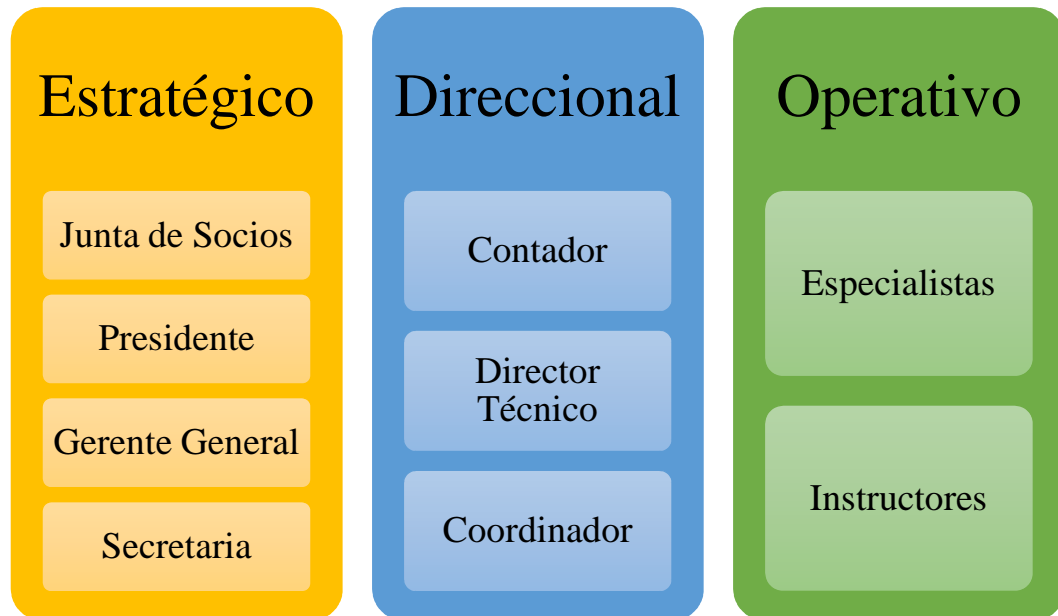 Estratégico
Junta de Socios
Presidente
Gerente General
Secretaria
Direccional
Contador
Director
Técnico
Coordinador
Operativo
Especialistas
Instructores